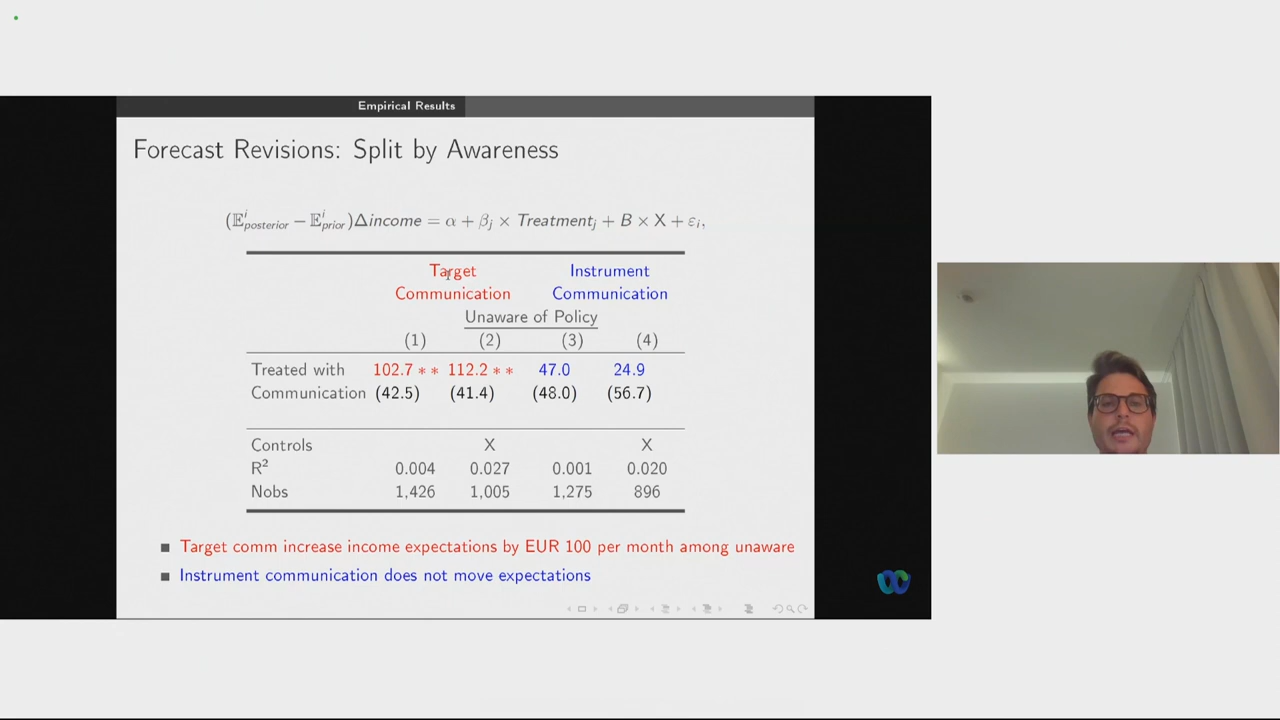 Empirical Results
Forecast Revisions: Split by Awareness
(𝔼ⁱposterior − 𝔼ⁱprior)Δincome = α + βj × Treatmentj + B × X + εi,
Target Instrument
Communication Communication
Unaware of Policy
(1) (2) (3) (4)
Treated with 102.7 ** 112.2 ** 47.0 24.9
Communication (42.5) (41.4) (48.0) (56.7)
Controls X X
R² 0.004 0.027 0.001 0.020
Nobs 1,426 1,005 1,275 896
Target comm increase income expectations by EUR 100 per month among unaware
Instrument communication does not move expectations